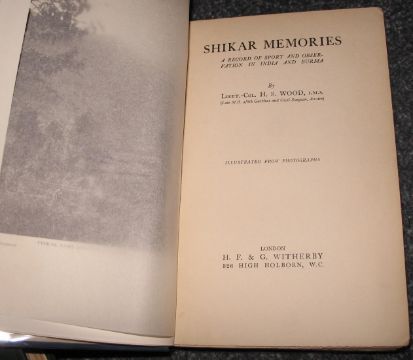 SHIKAR MEMORIES
A RECORD OF SPORT AND OBSER-
VATION IN INDIA AND BURMA
By
LIEUT.-COL. H. S. WOOD, I.M.S.
ILLUSTRATED FROM PHOTOGRAPHS
LONDON
H. F. & G. WITHERBY
326 HIGH HOLBORN, W.C.